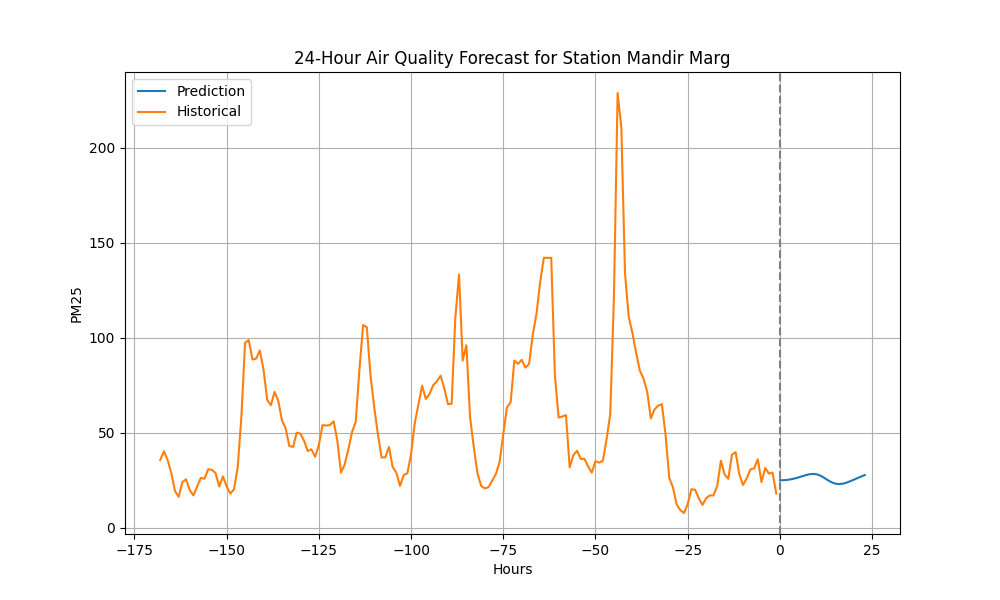 24-Hour Air Quality Forecast for Station Mandir Marg
Prediction
Historical
PM25
200
150
100
50
0
−175
−150
−125
−100
−75
−50
−25
0
25
Hours